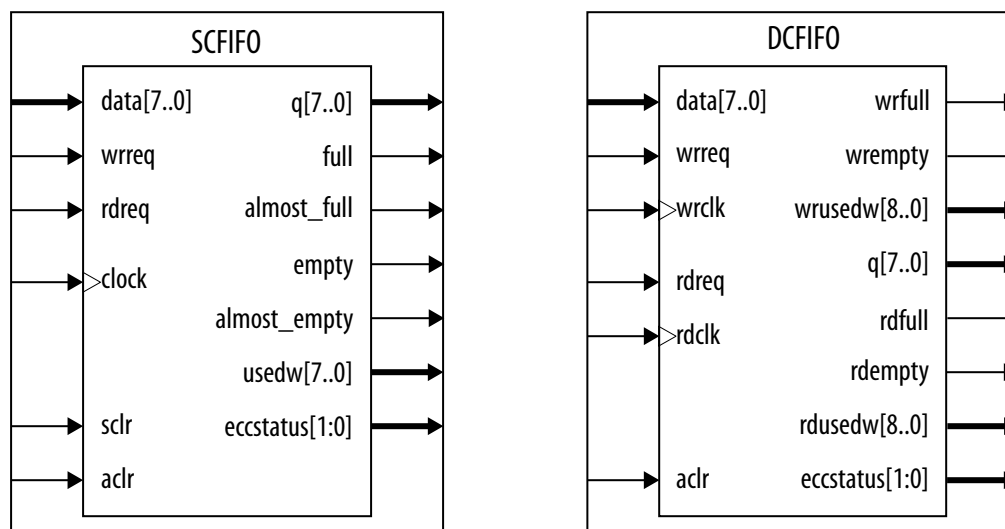 SCFIFO
data[7..0]
q[7..0]
wrreq
full
rdreq
almost_full
clock
empty
almost_empty
usedw[7..0]
sclr
eccstatus[1:0]
aclr
DCFIFO
data[7..0]
wrfull
wrreq
wrempty
wrclk
wrusedw[8..0]
q[7..0]
rdreq
rdfull
rdclk
rdempty
rdusedw[8..0]
aclr
eccstatus[1:0]